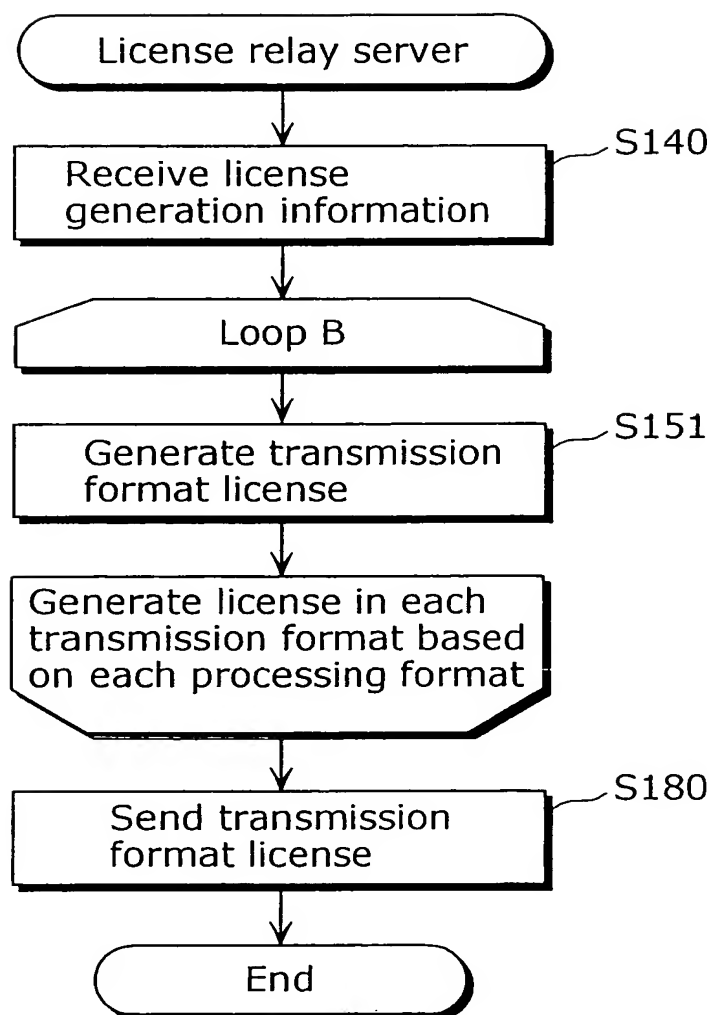 License relay server
S140
Receive license
generation information
Loop B
S151
Generate transmission
format license
Generate license in each
transmission format based
on each processing format
S180
Send transmission
format license
End